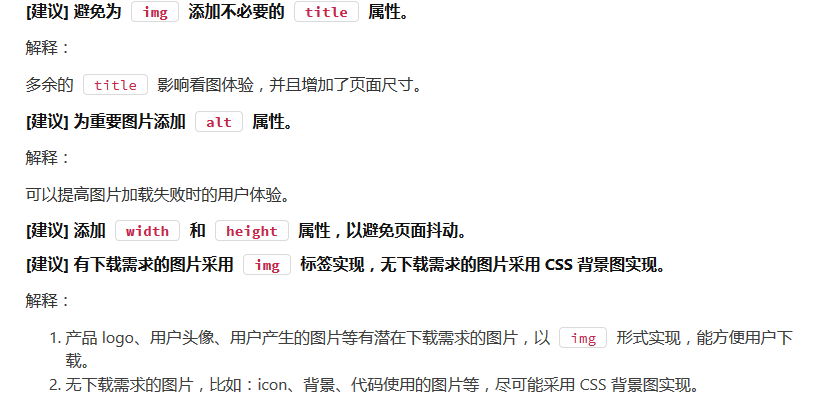 [建议] 避免为 img 添加不必要的 title 属性。
解释：
多余的 title 影响看图体验，并且增加了页面尺寸。
[建议] 为重要图片添加 alt 属性。
解释：
可以提高图片加载失败时的用户体验。
[建议] 添加 width 和 height 属性，以避免页面抖动。
[建议] 有下载需求的图片采用 img 标签实现，无下载需求的图片采用 CSS 背景图实现。
解释：
1. 产品 logo、用户头像、用户产生的图片等有潜在下载需求的图片，以 img 形式实现，能方便用户下
载。
2. 无下载需求的图片，比如：icon、背景、代码使用的图片等，尽可能采用 CSS 背景图实现。